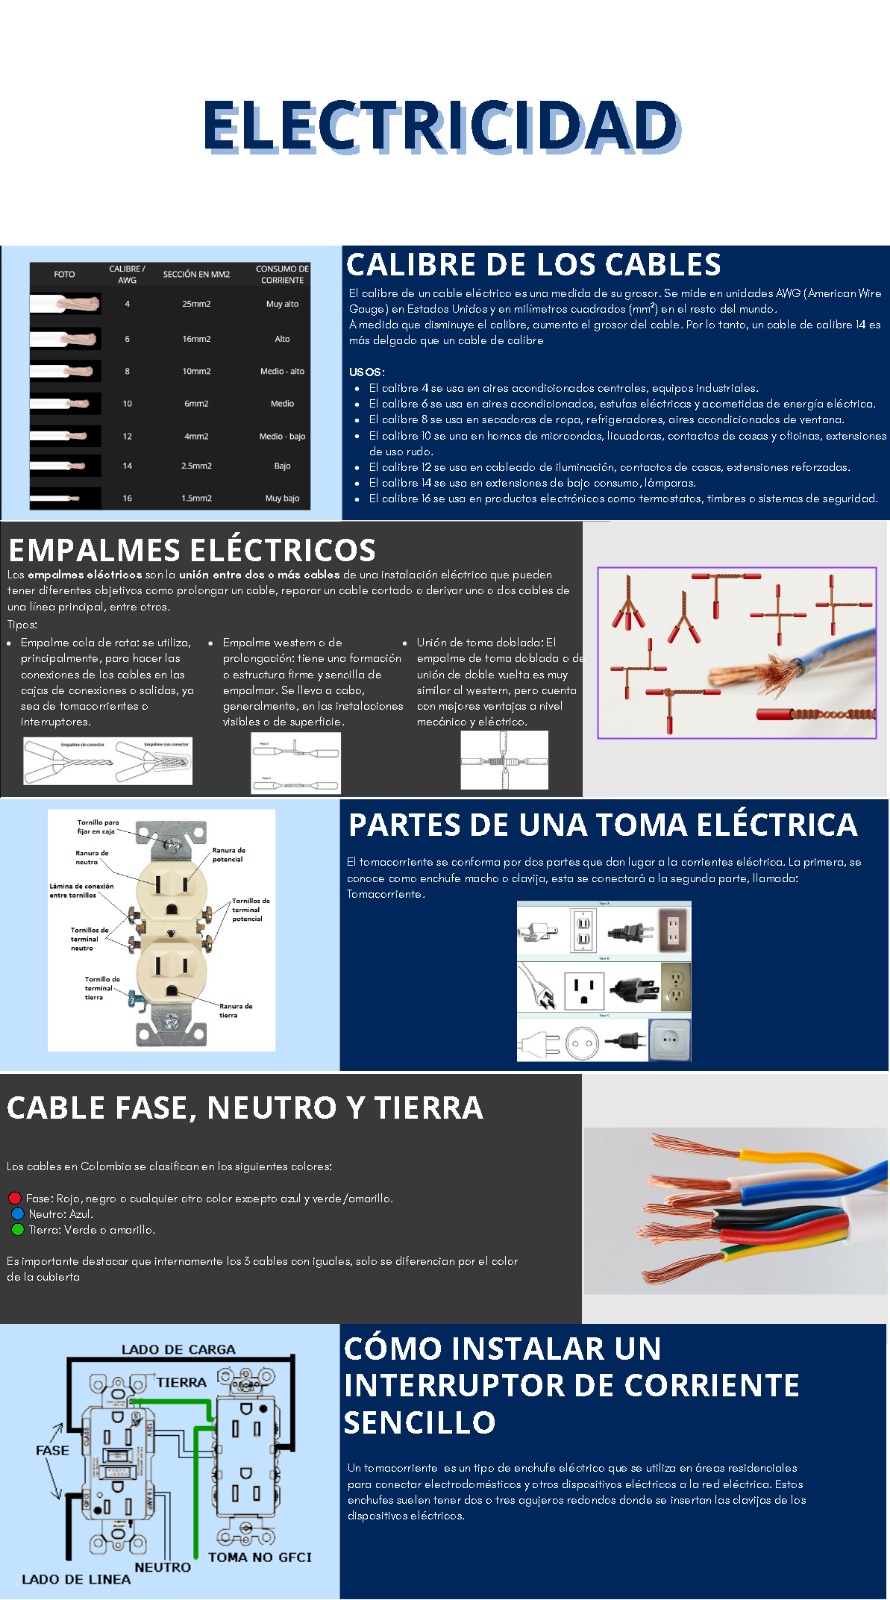 ELECTRICIDAD
FOTO CALIBRE / AWG SECCIÓN EN MM2 CONSUMO DE CORRIENTE
4 25mm2 Muy alto
6 16mm2 Alto
8 10mm2 Medio - alto
10 6mm2 Medio
12 4mm2 Medio - bajo
14 2.5mm2 Bajo
16 1.5mm2 Muy bajo
CALIBRE DE LOS CABLES
El calibre de un cable eléctrico es una medida de su grosor. Se mide en unidades AWG (American Wire
Gauge) en Estados Unidos y en milímetros cuadrados (mm²) en el resto del mundo.
A medida que disminuye el calibre, aumenta el grosor del cable. Por lo tanto, un cable de calibre 14 es
más delgado que un cable de calibre
USOS:
• El calibre 4 se usa en aires acondicionados centrales, equipos industriales.
• El calibre 6 se usa en aires acondicionados, estufas eléctricas y acometidas de energía eléctrica.
• El calibre 8 se usa en secadoras de ropa, refrigeradores, aires acondicionados de ventana.
• El calibre 10 se una en hornos de microondas, licuadoras, contactos de casas y oficinas, extensiones
de uso rudo.
• El calibre 12 se usa en cableado de iluminación, contactos de casas, extensiones reforzadas.
• El calibre 14 se usa en extensiones de bajo consumo, lámparas.
• El calibre 16 se usa en productos electrónicos como termostatos, timbres o sistemas de seguridad.
EMPALMES ELÉCTRICOS
Los empalmes eléctricos son la unión entre dos o más cables de una instalación eléctrica que pueden
tener diferentes objetivos como prolongar un cable, reparar un cable cortado o derivar uno o dos cables de
una línea principal, entre otros.
Tipos:
• Empalme cola de rata: se utiliza,
principalmente, para hacer las
conexiones de los cables en las
cajas de conexiones o salidas, ya
sea de tomacorrientes o
interruptores.
Empalme sin conector
Empalme con conector
• Empalme western o de
prolongación: tiene una formación
o estructura firme y sencilla de
empalmar. Se lleva a cabo,
generalmente, en las instalaciones
visibles o de superficie.
• Unión de toma doblada: El
empalme de toma doblada o de
unión de doble vuelta es muy
similar al western, pero cuenta
con mejores ventajas a nivel
mecánico y eléctrico.
Tornillo para
fijar en caja
Ranura de
neutro
Ranura de
potencial
Lámina de conexión
entre tornillos
Tornillos de
terminal
potencial
Tornillos de
terminal
neutro
Tornillo de
terminal
tierra
Ranura de
tierra
PARTES DE UNA TOMA ELÉCTRICA
El tomacorriente se conforma por dos partes que dan lugar a la corrientes eléctrica. La primera, se
conoce como enchufe macho o clavija, esta se conectará a la segunda parte, llamada:
Tomacorriente.
Tipo A
Tipo B
Tipo C
CABLE FASE, NEUTRO Y TIERRA
Los cables en Colombia se clasifican en los siguientes colores:
Fase: Rojo, negro o cualquier otro color excepto azul y verde/amarillo.
Neutro: Azul.
Tierra: Verde o amarillo.
Es importante destacar que internamente los 3 cables con iguales, solo se diferencian por el color
de la cubierta
LADO DE CARGA
TIERRA
FASE
NEUTRO
TOMA NO GFCI
LADO DE LINEA
CÓMO INSTALAR UN
INTERRUPTOR DE CORRIENTE
SENCILLO
Un tomacorriente es un tipo de enchufe eléctrico que se utiliza en áreas residenciales
para conectar electrodomésticos y otros dispositivos eléctricos a la red eléctrica. Estos
enchufes suelen tener dos o tres agujeros redondos donde se insertan las clavijas de los
dispositivos eléctricos.